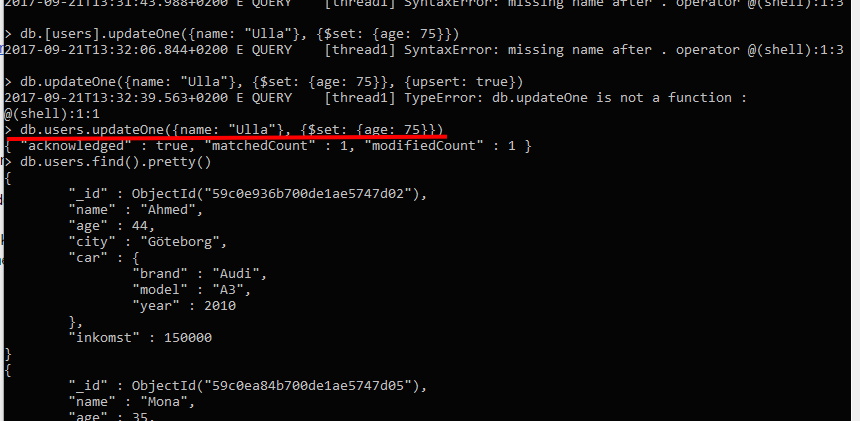 2017-09-21T13:31:43.988+0200 E QUERY    [thread1] SyntaxError: missing name after . operator @(shell):1:3
> db.[users].updateOne({name: "Ulla"}, {$set: {age: 75}})
2017-09-21T13:32:06.844+0200 E QUERY    [thread1] SyntaxError: missing name after . operator @(shell):1:3
> db.updateOne({name: "Ulla"}, {$set: {age: 75}}, {upsert: true})
2017-09-21T13:32:39.563+0200 E QUERY    [thread1] TypeError: db.updateOne is not a function :
@(shell):1:1
> db.users.updateOne({name: "Ulla"}, {$set: {age: 75}})
{ "acknowledged" : true, "matchedCount" : 1, "modifiedCount" : 1 }
> db.users.find().pretty()
{
        "_id" : ObjectId("59c0e936b700de1ae5747d02"),
        "name" : "Ahmed",
        "age" : 44,
        "city" : "Göteborg",
        "car" : {
                "brand" : "Audi",
                "model" : "A3",
                "year" : 2010
        },
        "inkomst" : 150000
}
{
        "_id" : ObjectId("59c0ea84b700de1ae5747d05"),
        "name" : "Mona",
        "age" : 35,